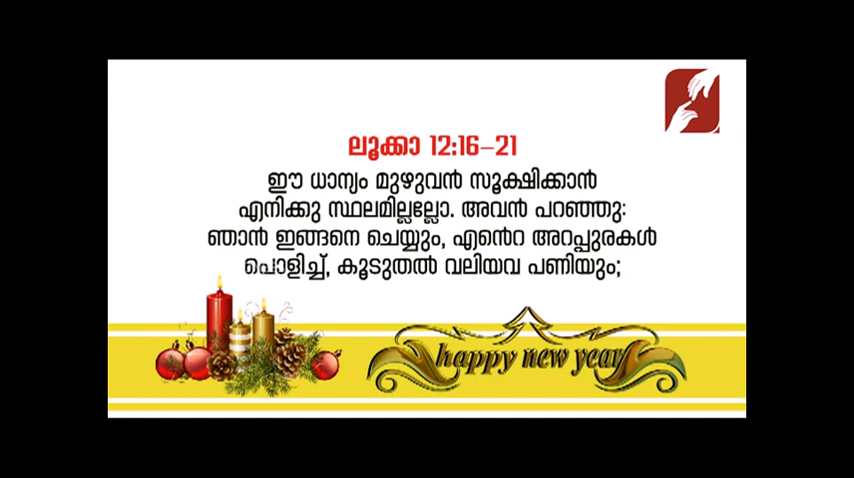 ലൂക്കാ 12:16-21
ഈ ധാന്യം മുഴുവൻ സൂക്ഷിക്കാൻ
എനിക്കു സ്ഥലമില്ലല്ലോ. അവൻ പറഞ്ഞു:
ഞാൻ ഇങ്ങനെ ചെയ്യും, എൻെറ അറപ്പുരകൾ
പൊളിച്ച്, കൂടുതൽ വലിയവ പണിയും;
happy new year